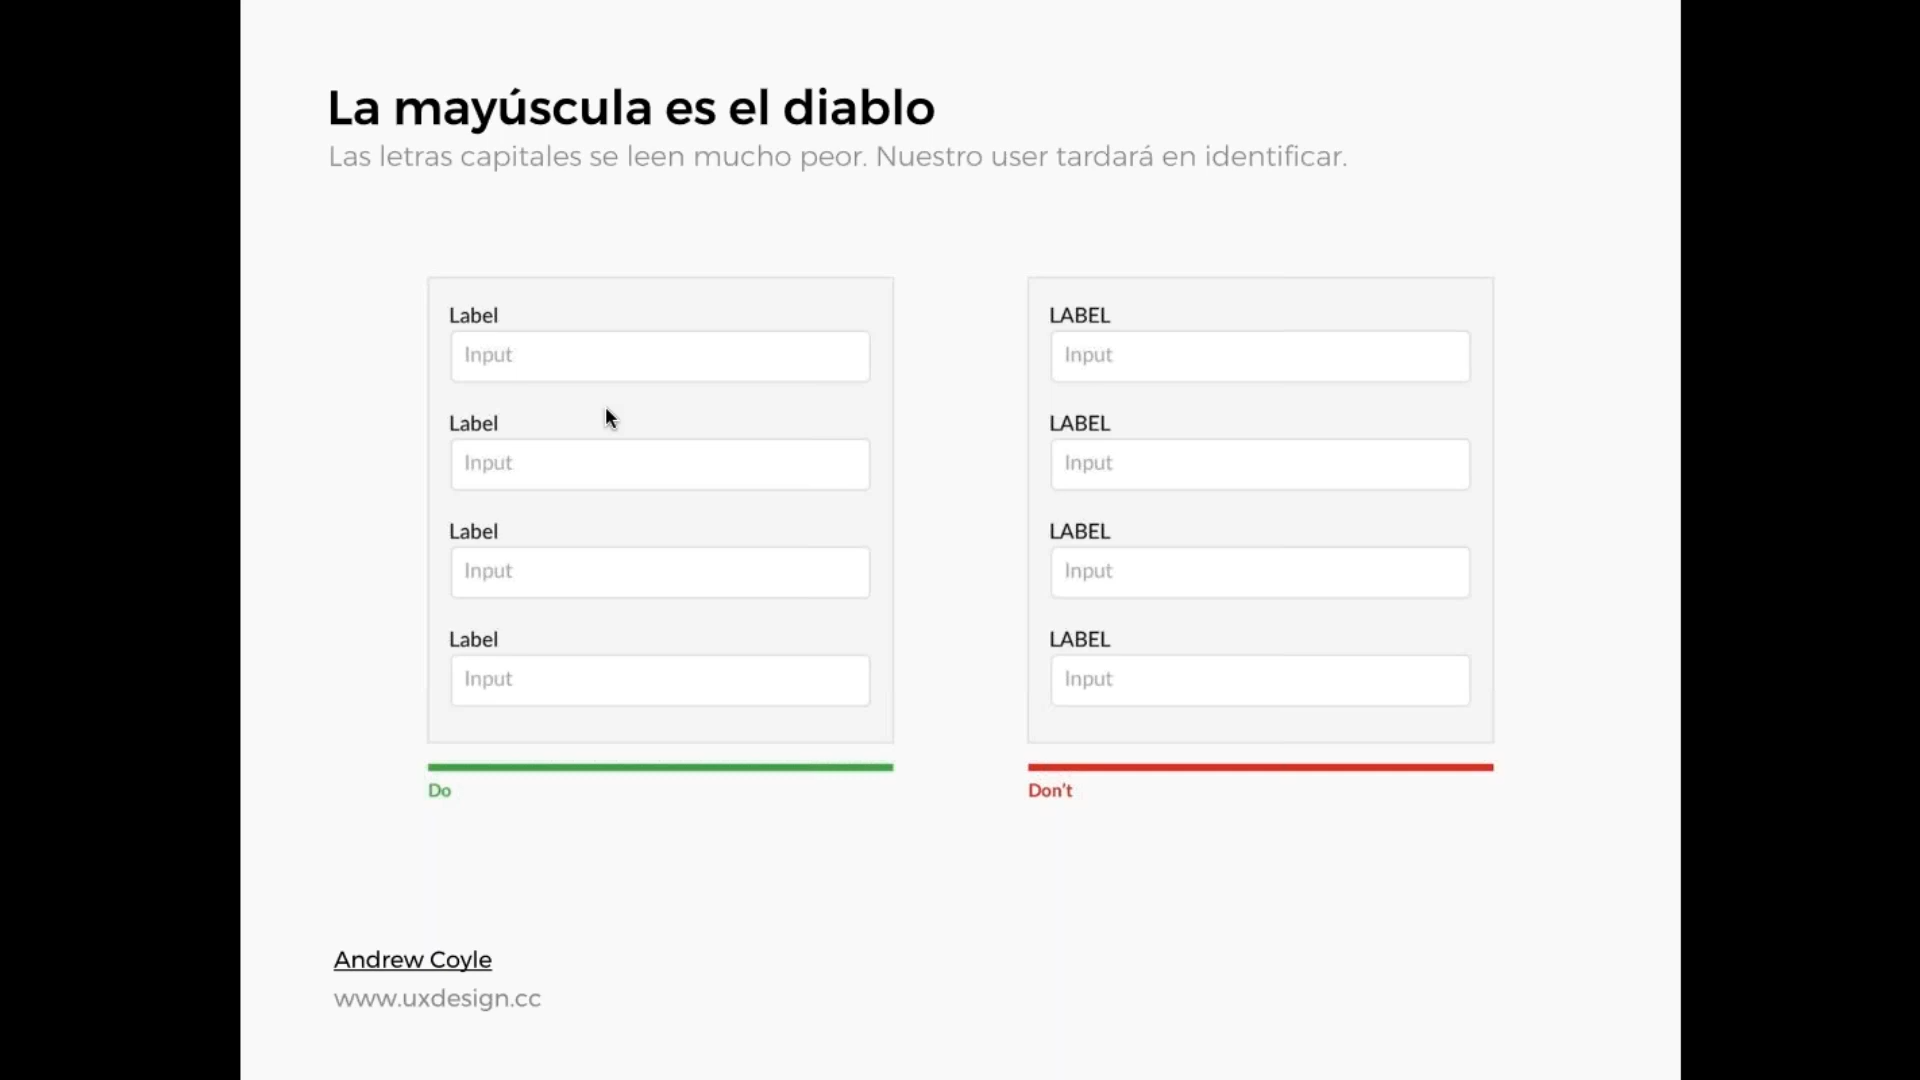 La mayúscula es el diablo
Las letras capitales se leen mucho peor. Nuestro user tardará en identificar.
Label
Input
Label
Input
Label
Input
Label
Input
Do
LABEL
Input
LABEL
Input
LABEL
Input
LABEL
Input
Don't
Andrew Coyle
www.uxdesign.cc